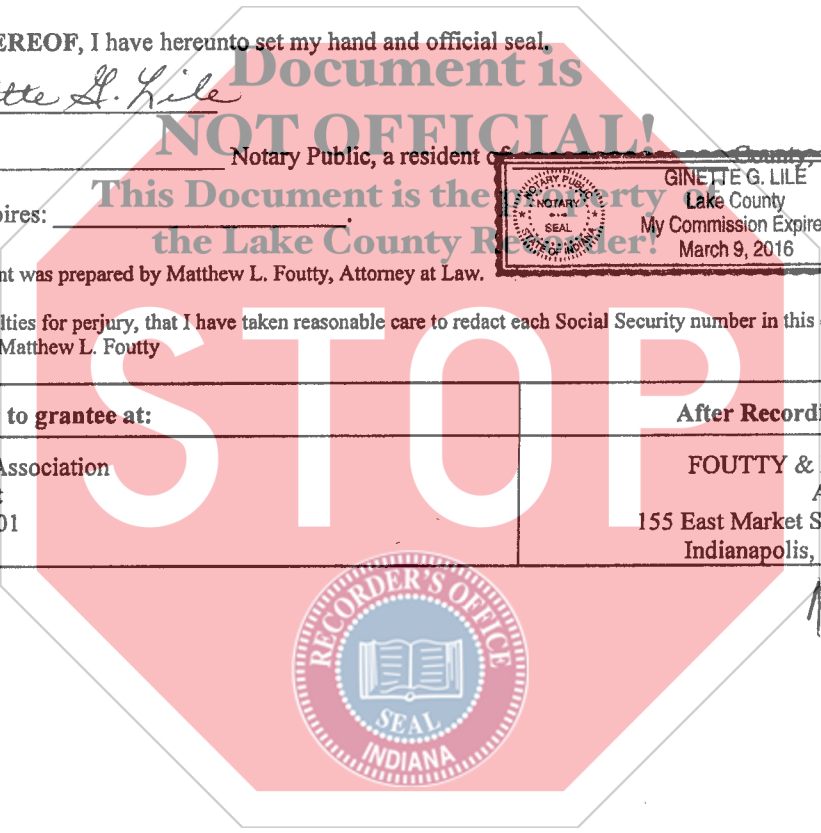 EREOF, I have hereunto set my hand and official seal.
Document is
tte G. Lile
NOT OFFICIAL!
Notary Public, a resident of County,
This Document is the property of
the Lake County Recorder!
NOTARY PUBLIC
NOTARY
SEAL
STATE OF INDIANA
GINETTE G. LILE
Lake County
My Commission Expire
March 9, 2016
pires:
nt was prepared by Matthew L. Foutty, Attorney at Law.
lties for perjury, that I have taken reasonable care to redact each Social Security number in this
Matthew L. Foutty
STOP
to grantee at:
After Recordi
Association
FOUTTY &
01
155 East Market S
Indianapolis,
RECORDER'S OFFICE
SEAL
INDIANA